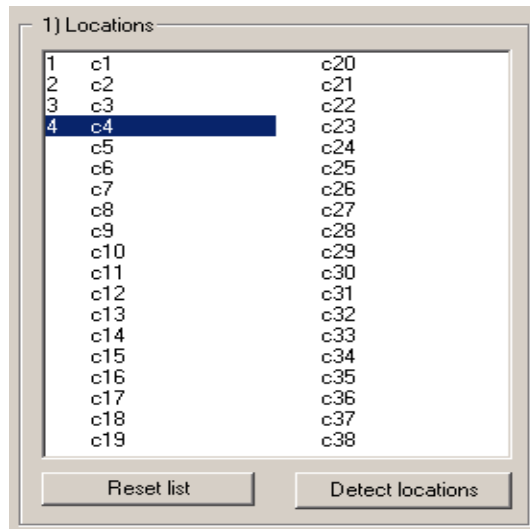 1) Locations
1 c1 c20
2 c2 c21
3 c3 c22
4 c4 c23
c5 c24
c6 c25
c7 c26
c8 c27
c9 c28
c10 c29
c11 c30
c12 c31
c13 c32
c14 c33
c15 c34
c16 c35
c17 c36
c18 c37
c19 c38
Reset list Detect locations